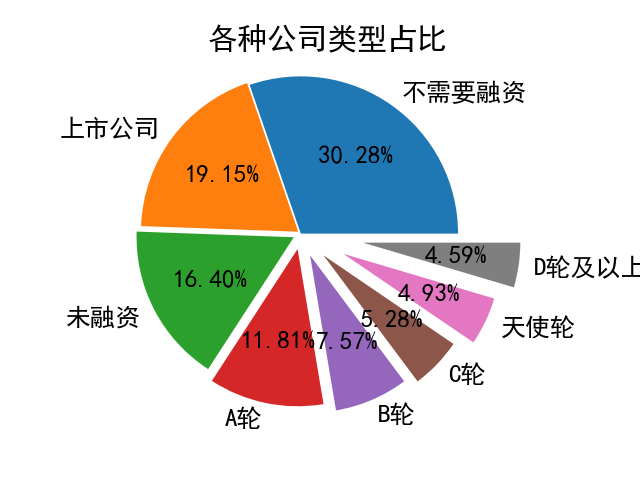 各种公司类型占比
不需要融资
30.28%
上市公司
19.15%
未融资
16.40%
A轮
11.81%
B轮
7.57%
C轮
5.28%
天使轮
4.93%
D轮及以上
4.59%